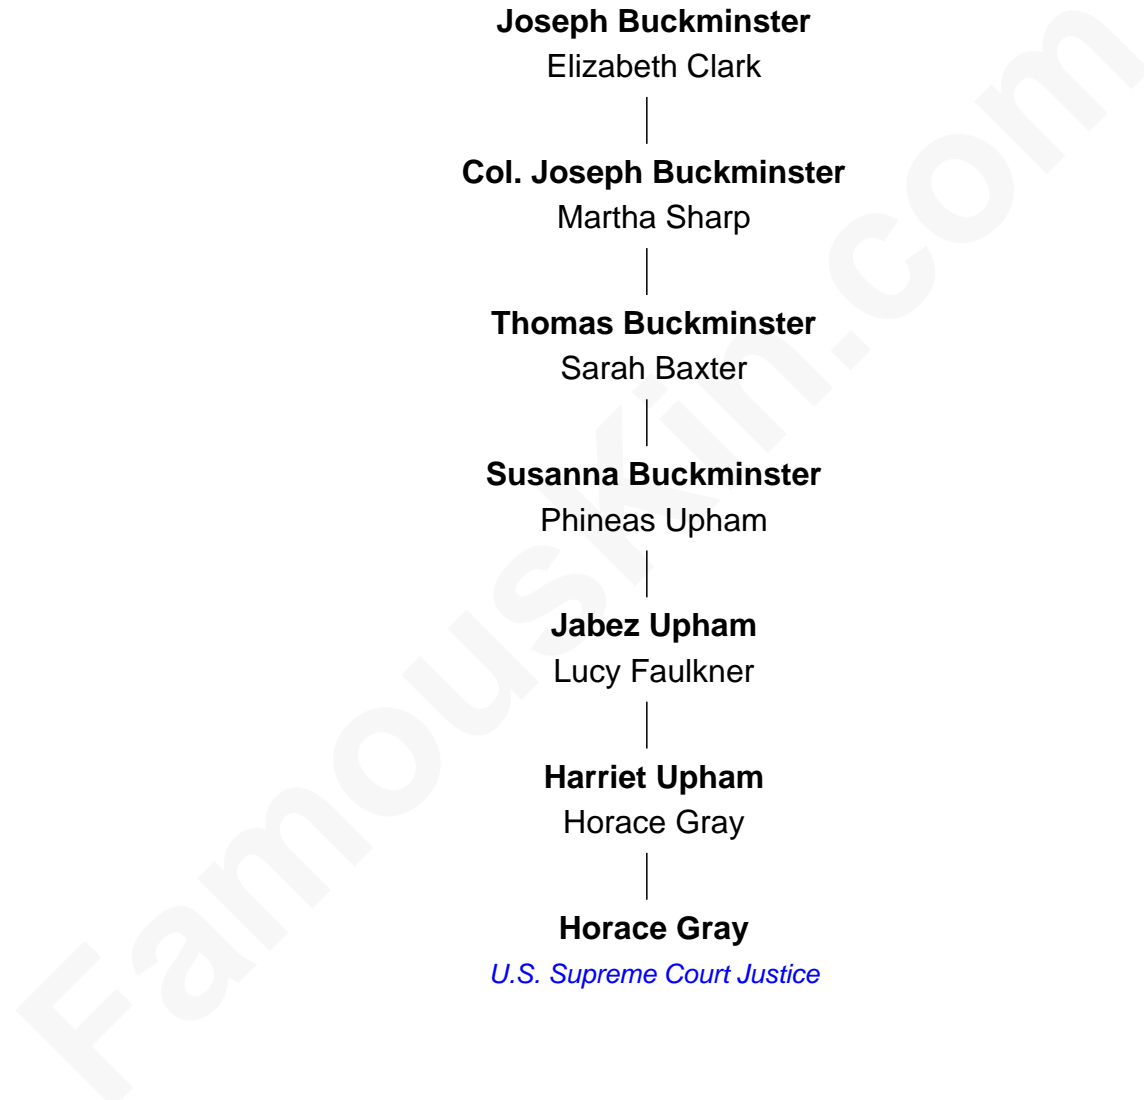 Joseph Buckminster
Elizabeth Clark
Col. Joseph Buckminster
Martha Sharp
Thomas Buckminster
Sarah Baxter
Susanna Buckminster
Phineas Upham
Jabez Upham
Lucy Faulkner
Harriet Upham
Horace Gray
Horace Gray
U.S. Supreme Court Justice
FamousKin.com